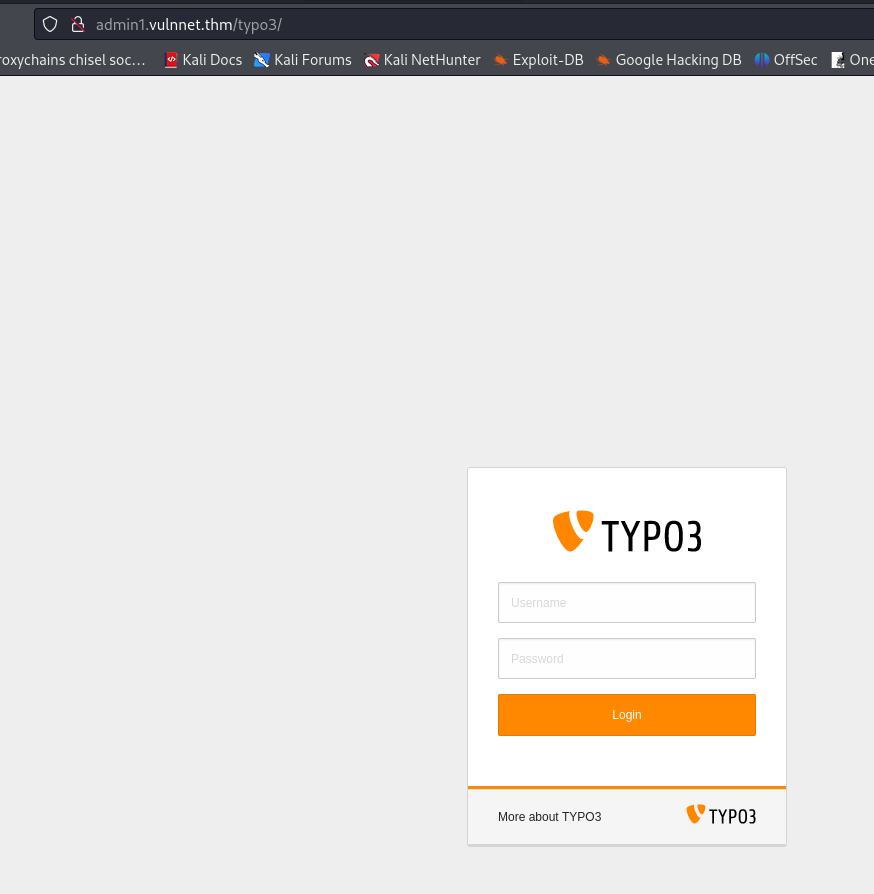 admin1.vulnnet.thm/typo3/
roxychains chisel soc… Kali Docs Kali Forums Kali NetHunter Exploit-DB Google Hacking DB OffSec One
TYPO3
Username
Password
Login
More about TYPO3 TYPO3